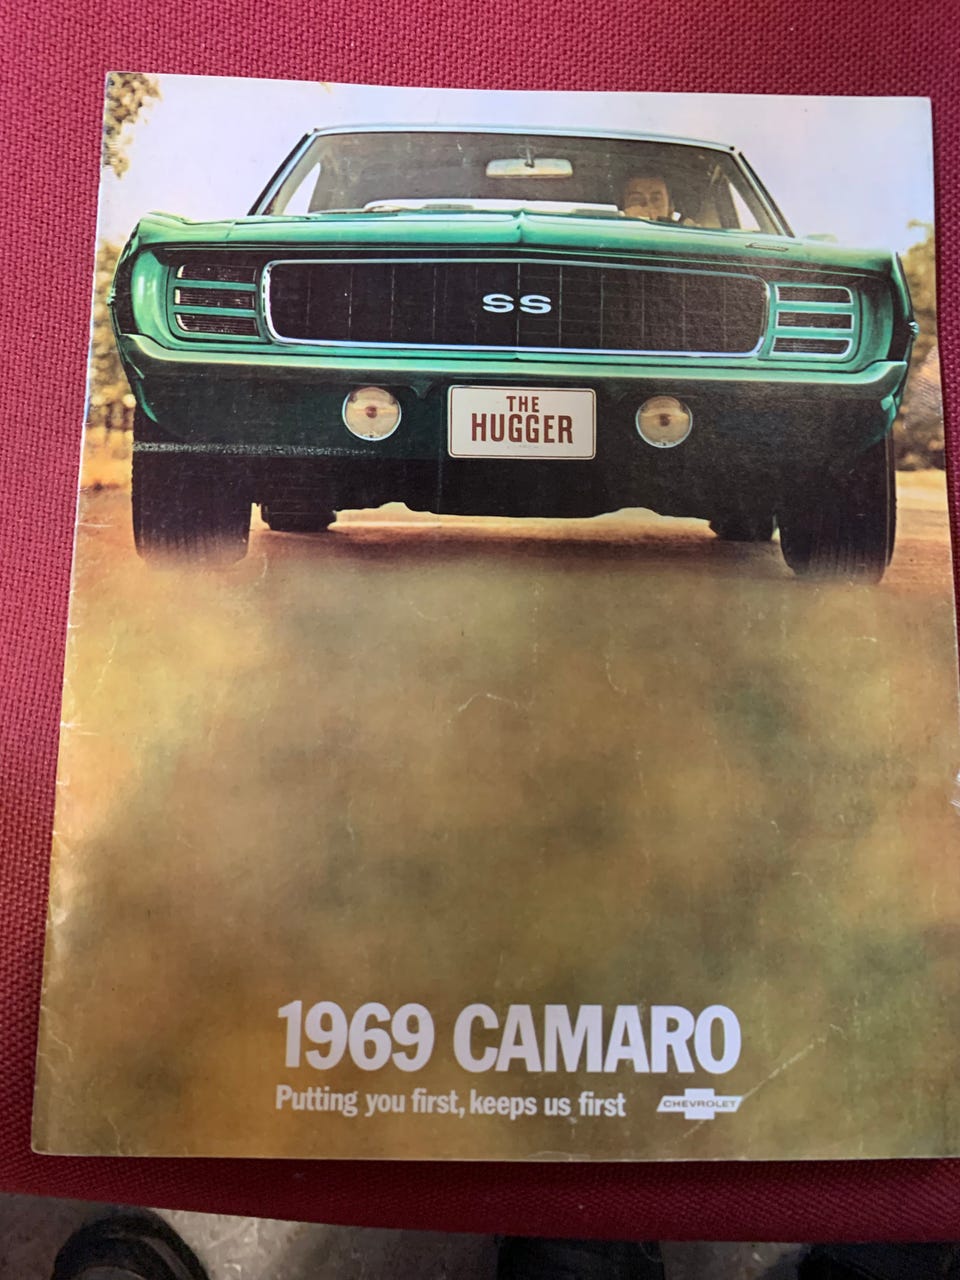 SS
THE
HUGGER
1969 CAMARO
Putting you first, keeps us first
CHEVROLET